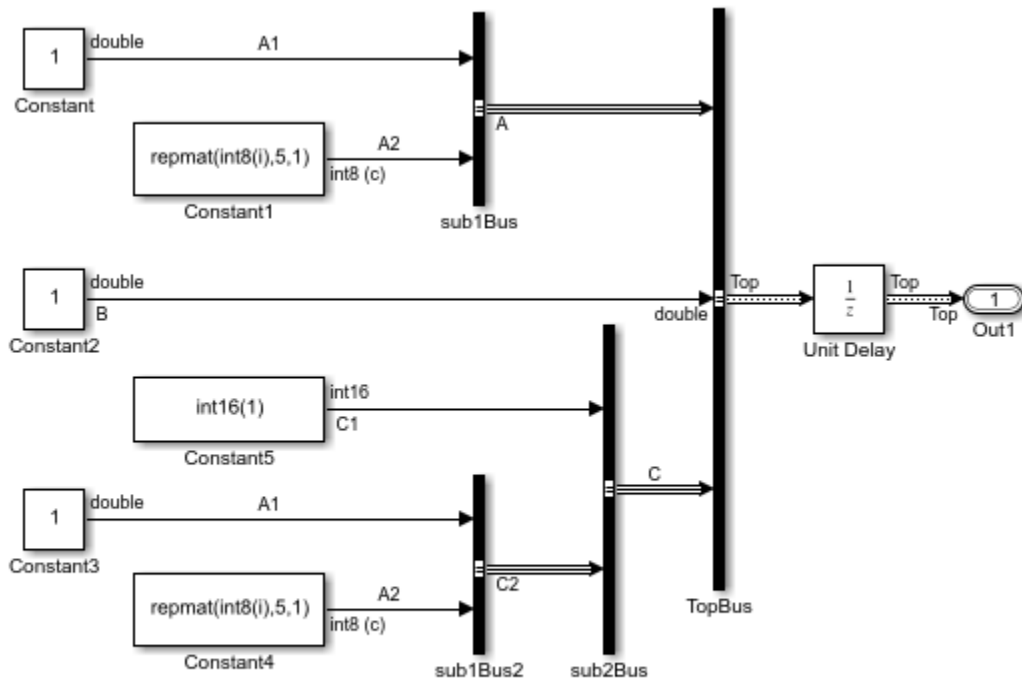 1
double
A1
Constant
repmat(int8(i),5,1)
A2
int8 (c)
Constant1
A
sub1Bus
1
double
B
Constant2
double
Top
1
z
Unit Delay
Top
Top
1
Out1
int16(1)
int16
C1
Constant5
C
1
double
A1
Constant3
C2
TopBus
repmat(int8(i),5,1)
A2
int8 (c)
Constant4
sub1Bus2
sub2Bus